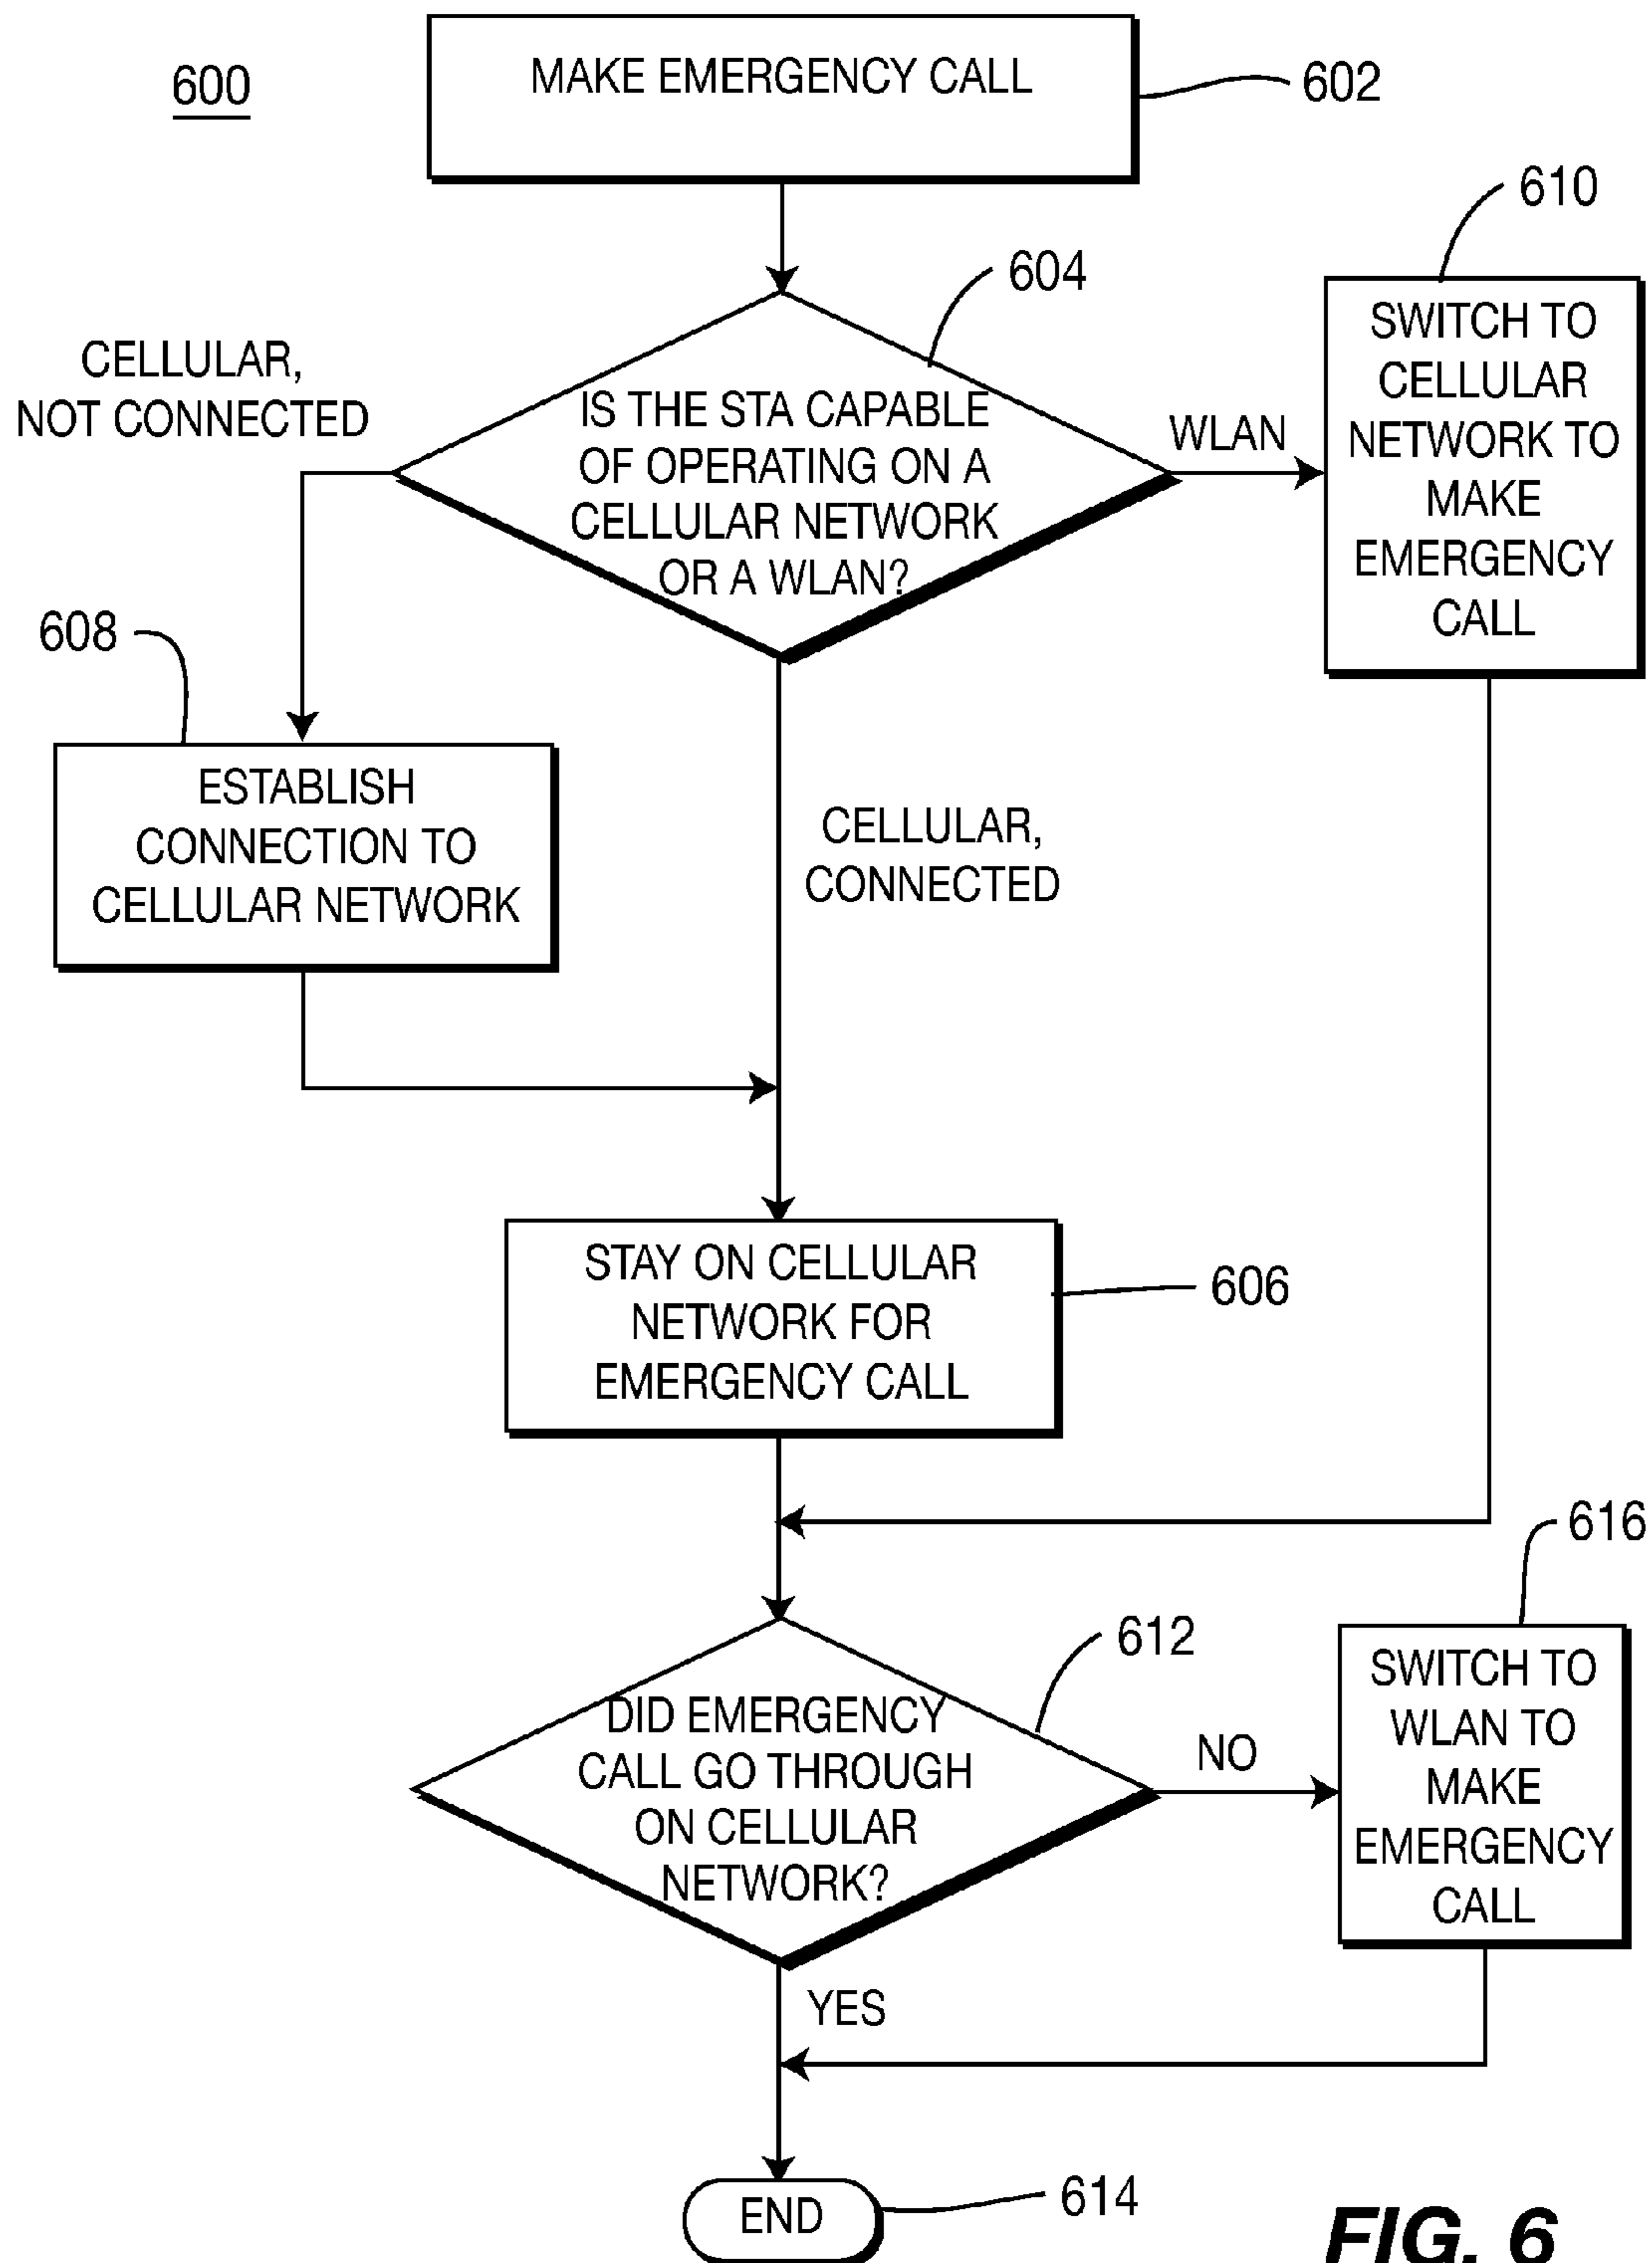 600
MAKE EMERGENCY CALL
602
610
604
SWITCH TO
CELLULAR
NETWORK TO
MAKE
EMERGENCY
CALL
CELLULAR,
NOT CONNECTED
IS THE STA CAPABLE
OF OPERATING ON A
CELLULAR NETWORK
OR A WLAN?
WLAN
608
ESTABLISH
CONNECTION TO
CELLULAR NETWORK
CELLULAR,
CONNECTED
STAY ON CELLULAR
NETWORK FOR
EMERGENCY CALL
606
616
612
DID EMERGENCY
CALL GO THROUGH
ON CELLULAR
NETWORK?
NO
SWITCH TO
WLAN TO
MAKE
EMERGENCY
CALL
YES
END
614
FIG. 6